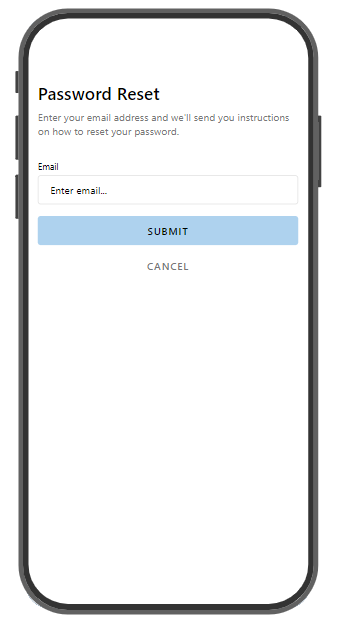 Password Reset
Enter your email address and we'll send you instructions
on how to reset your password.
Email
Enter email...
SUBMIT
CANCEL